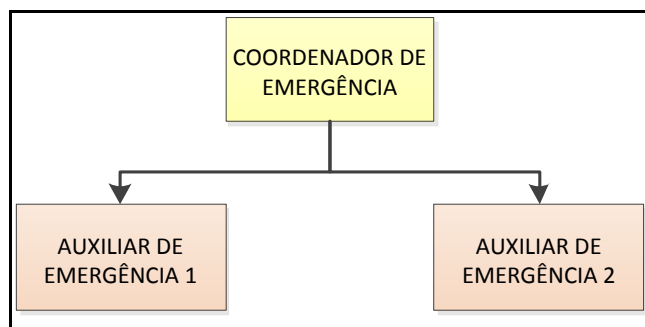 COORDENADOR DE
EMERGÊNCIA
AUXILIAR DE
EMERGÊNCIA 1
AUXILIAR DE
EMERGÊNCIA 2